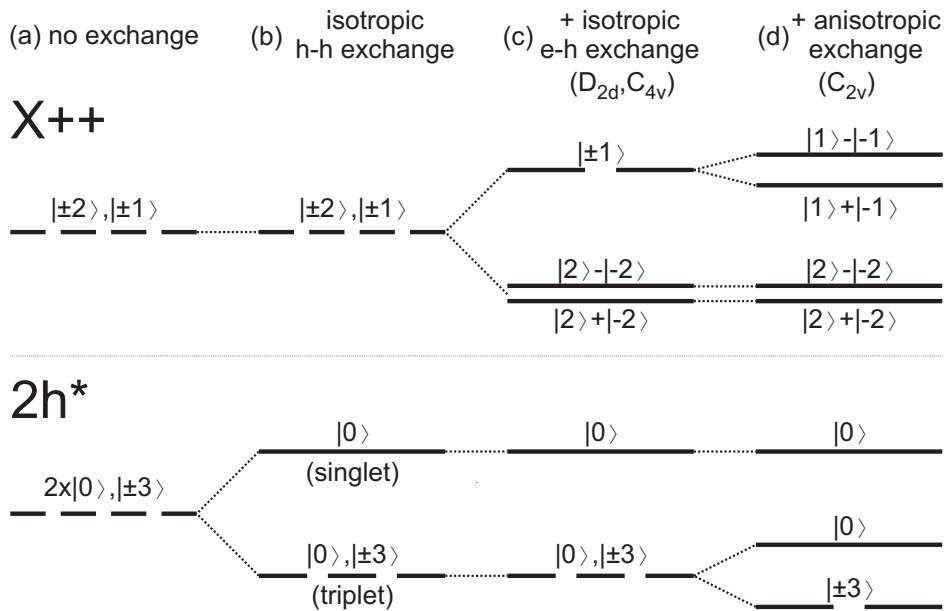 (a) no exchange
(b) isotropic
h-h exchange
(c) + isotropic
e-h exchange
(D2d,C4v)
(d) + anisotropic
exchange
(C2v)
X++
|±2〉,|±1〉
|±2〉,|±1〉
|±1〉
|2〉-|-2〉
|2〉+|-2〉
|1〉-|-1〉
|1〉+|-1〉
|2〉-|-2〉
|2〉+|-2〉
2h*
2x|0〉,|±3〉
|0〉
(singlet)
|0〉,|±3〉
(triplet)
|0〉
|0〉,|±3〉
|0〉
|0〉
|±3〉